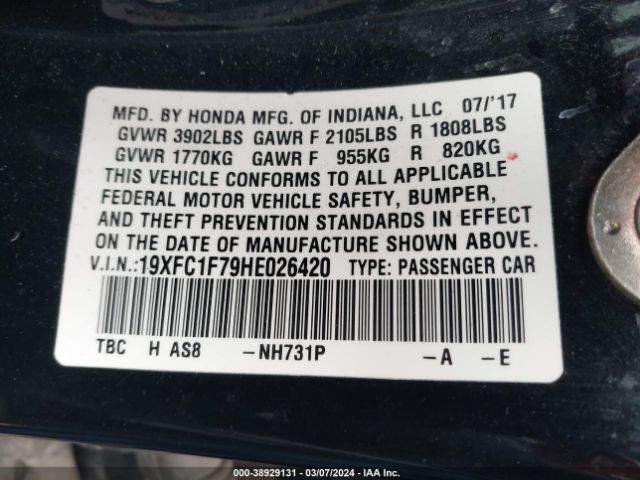 MFD. BY HONDA MFG. OF INDIANA, LLC 07/'17
GVWR 3902LBS GAWR F 2105LBS R 1808LBS
GVWR 1770KG GAWR F 955KG R 820KG
THIS VEHICLE CONFORMS TO ALL APPLICABLE
FEDERAL MOTOR VEHICLE SAFETY, BUMPER,
AND THEFT PREVENTION STANDARDS IN EFFECT
ON THE DATE OF MANUFACTURE SHOWN ABOVE.
V.I.N.:19XFC1F79HE026420 TYPE: PASSENGER CAR
TBC H AS8 -NH731P -A -E
000 - 38929131 - 03/07/2024 - IAA Inc.